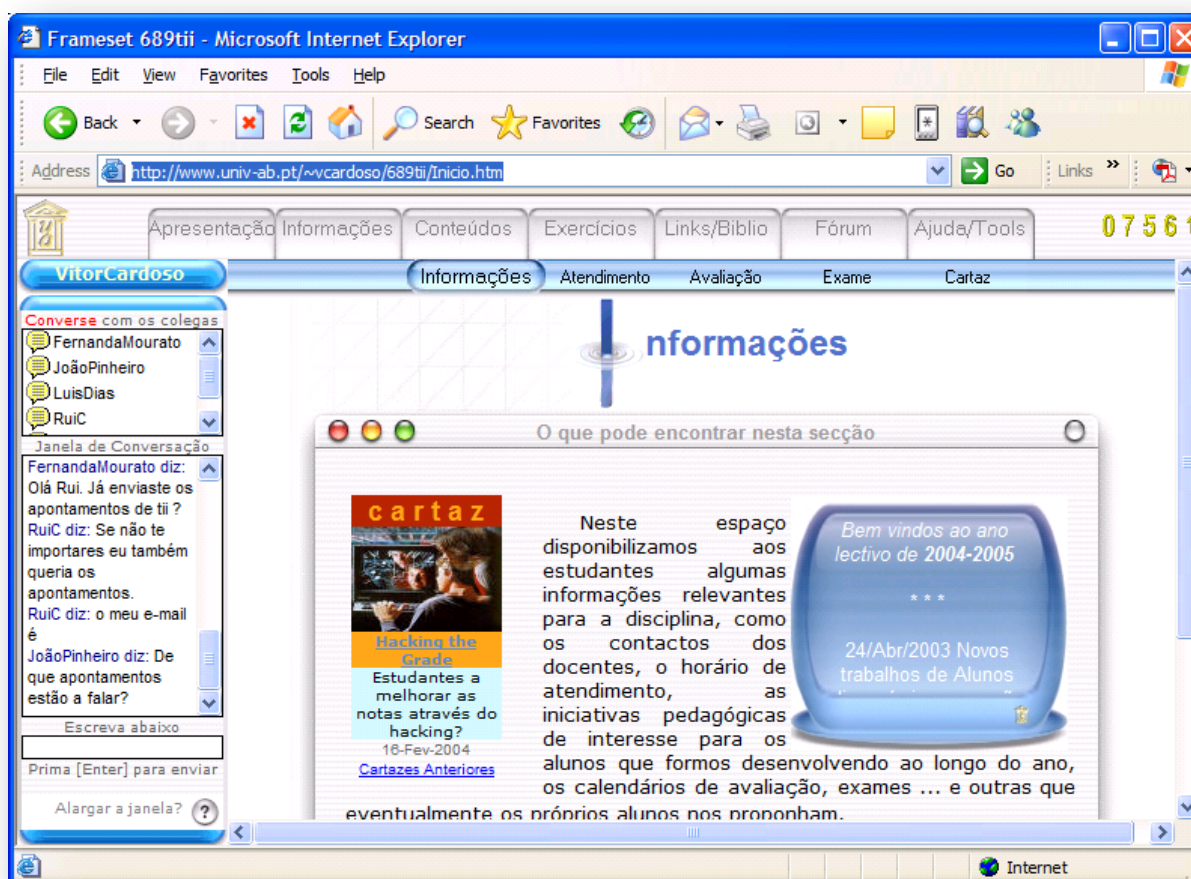 Frameset 689tii - Microsoft Internet Explorer
File Edit View Favorites Tools Help
Back Search Favorites
Address http://www.univ-ab.pt/~vcardoso/689tii/Inicio.htm Go Links »
Apresentação Informações Conteúdos Exercícios Links/Biblio Fórum Ajuda/Tools 07561
VitorCardoso
Informações Atendimento Avaliação Exame Cartaz
Converse com os colegas
FernandaMourato
JoãoPinheiro
LuisDias
RuiC
Janela de Conversação
FernandaMourato diz:
Olá Rui. Já enviaste os
apontamentos de tii ?
RuiC diz: Se não te
importares eu também
queria os
apontamentos.
RuiC diz: o meu e-mail
é
JoãoPinheiro diz: De
que apontamentos
estão a falar?
Escreva abaixo
Prima [Enter] para enviar
Alargar a janela? ?
Informações
O que pode encontrar nesta secção
cartaz
Hacking the
Grade
Estudantes a
melhorar as
notas através do
hacking?
16-Fev-2004
Cartazes Anteriores
Neste espaço
disponibilizamos aos
estudantes algumas
informações relevantes
para a disciplina, como
os contactos dos
docentes, o horário de
atendimento, as
iniciativas pedagógicas
de interesse para os
alunos que formos desenvolvendo ao longo do ano,
os calendários de avaliação, exames ... e outras que
eventualmente os próprios alunos nos proponham.
Bem vindos ao ano
lectivo de 2004-2005
* * *
24/Abr/2003 Novos
trabalhos de Alunos
Internet